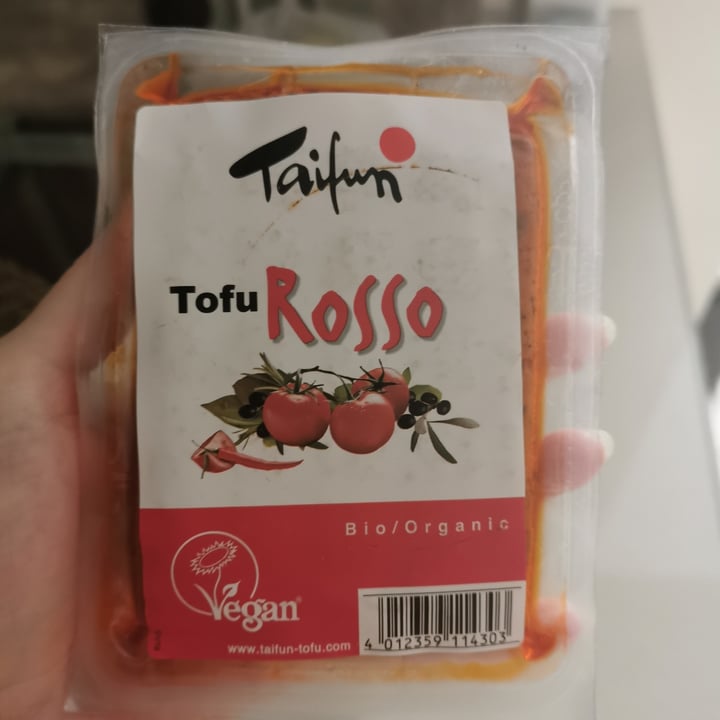 Taifun
Tofu Rosso
Bio/Organic
Vegan
www.taifun-tofu.com
4 012359 114303